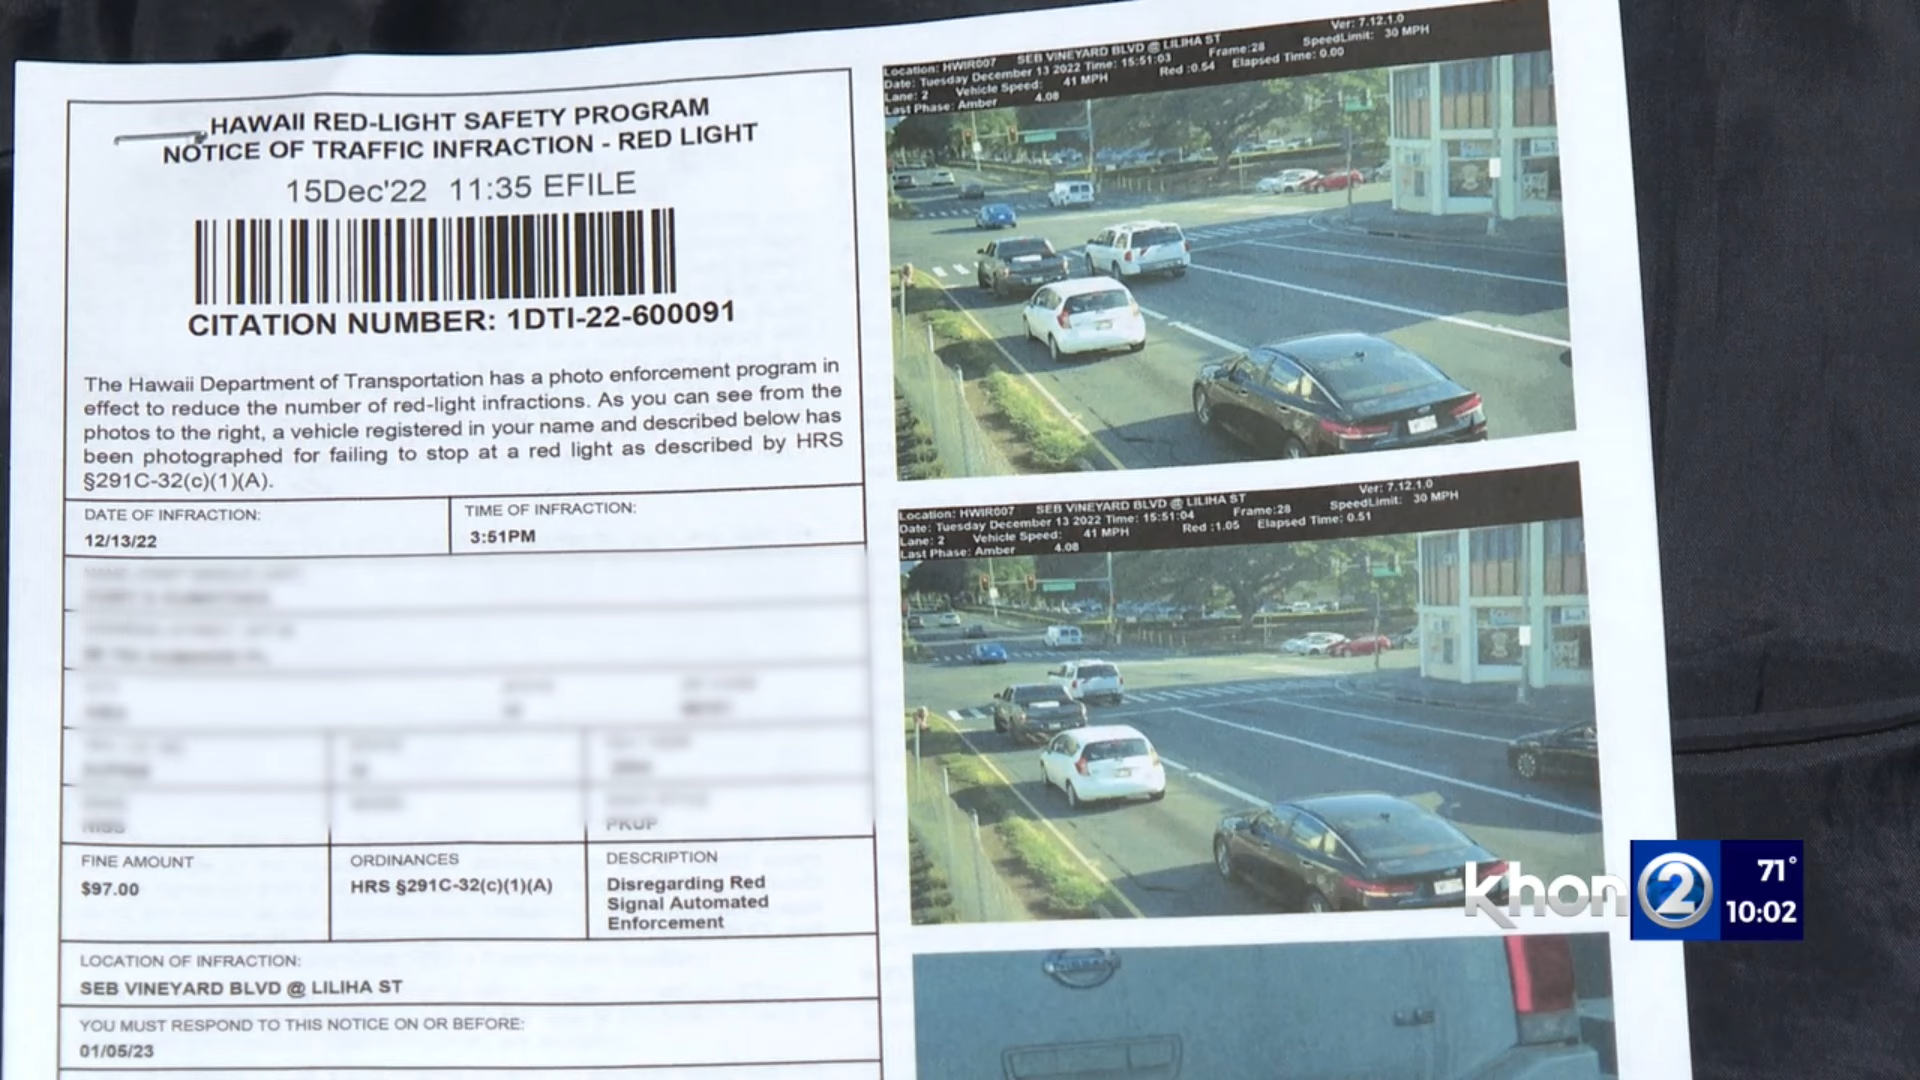 HAWAII RED-LIGHT SAFETY PROGRAM
NOTICE OF TRAFFIC INFRACTION - RED LIGHT
15Dec'22 11:35 EFILE
CITATION NUMBER: 1DTI-22-600091
The Hawaii Department of Transportation has a photo enforcement program in
effect to reduce the number of red-light infractions. As you can see from the
photos to the right, a vehicle registered in your name and described below has
been photographed for failing to stop at a red light as described by HRS
§291C-32(c)(1)(A).
DATE OF INFRACTION:
12/13/22
TIME OF INFRACTION:
3:51PM
PKUP
FINE AMOUNT
$97.00
ORDINANCES
HRS §291C-32(c)(1)(A)
DESCRIPTION
Disregarding Red
Signal Automated
Enforcement
LOCATION OF INFRACTION:
SEB VINEYARD BLVD @ LILIHA ST
YOU MUST RESPOND TO THIS NOTICE ON OR BEFORE:
01/05/23
Ver: 7.12.1.0
Location: HWIR007 SEB VINEYARD BLVD @ LILIHA ST Frame:28 SpeedLimit: 30 MPH
Date: Tuesday December 13 2022 Time: 15:51:03 Red :0.54 Elapsed Time: 0.00
Lane: 2 Vehicle Speed: 41 MPH
Last Phase: Amber 4.08
Ver: 7.12.1.0
Location: HWIR007 SEB VINEYARD BLVD @ LILIHA ST Frame:28 SpeedLimit: 30 MPH
Date: Tuesday December 13 2022 Time: 15:51:04 Red :1.05 Elapsed Time: 0.51
Lane: 2 Vehicle Speed: 41 MPH
Last Phase: Amber 4.08
khon 2
71°
10:02